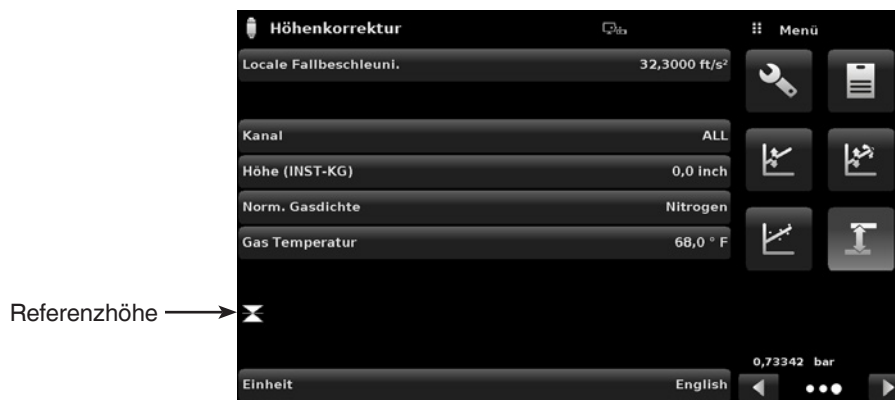 Höhenkorrektur
Menü
Locale Fallbeschleuni. 32,3000 ft/s²
Kanal ALL
Höhe (INST-KG) 0,0 inch
Norm. Gasdichte Nitrogen
Gas Temperatur 68,0 ° F
Referenzhöhe
0,73342 bar
Einheit English